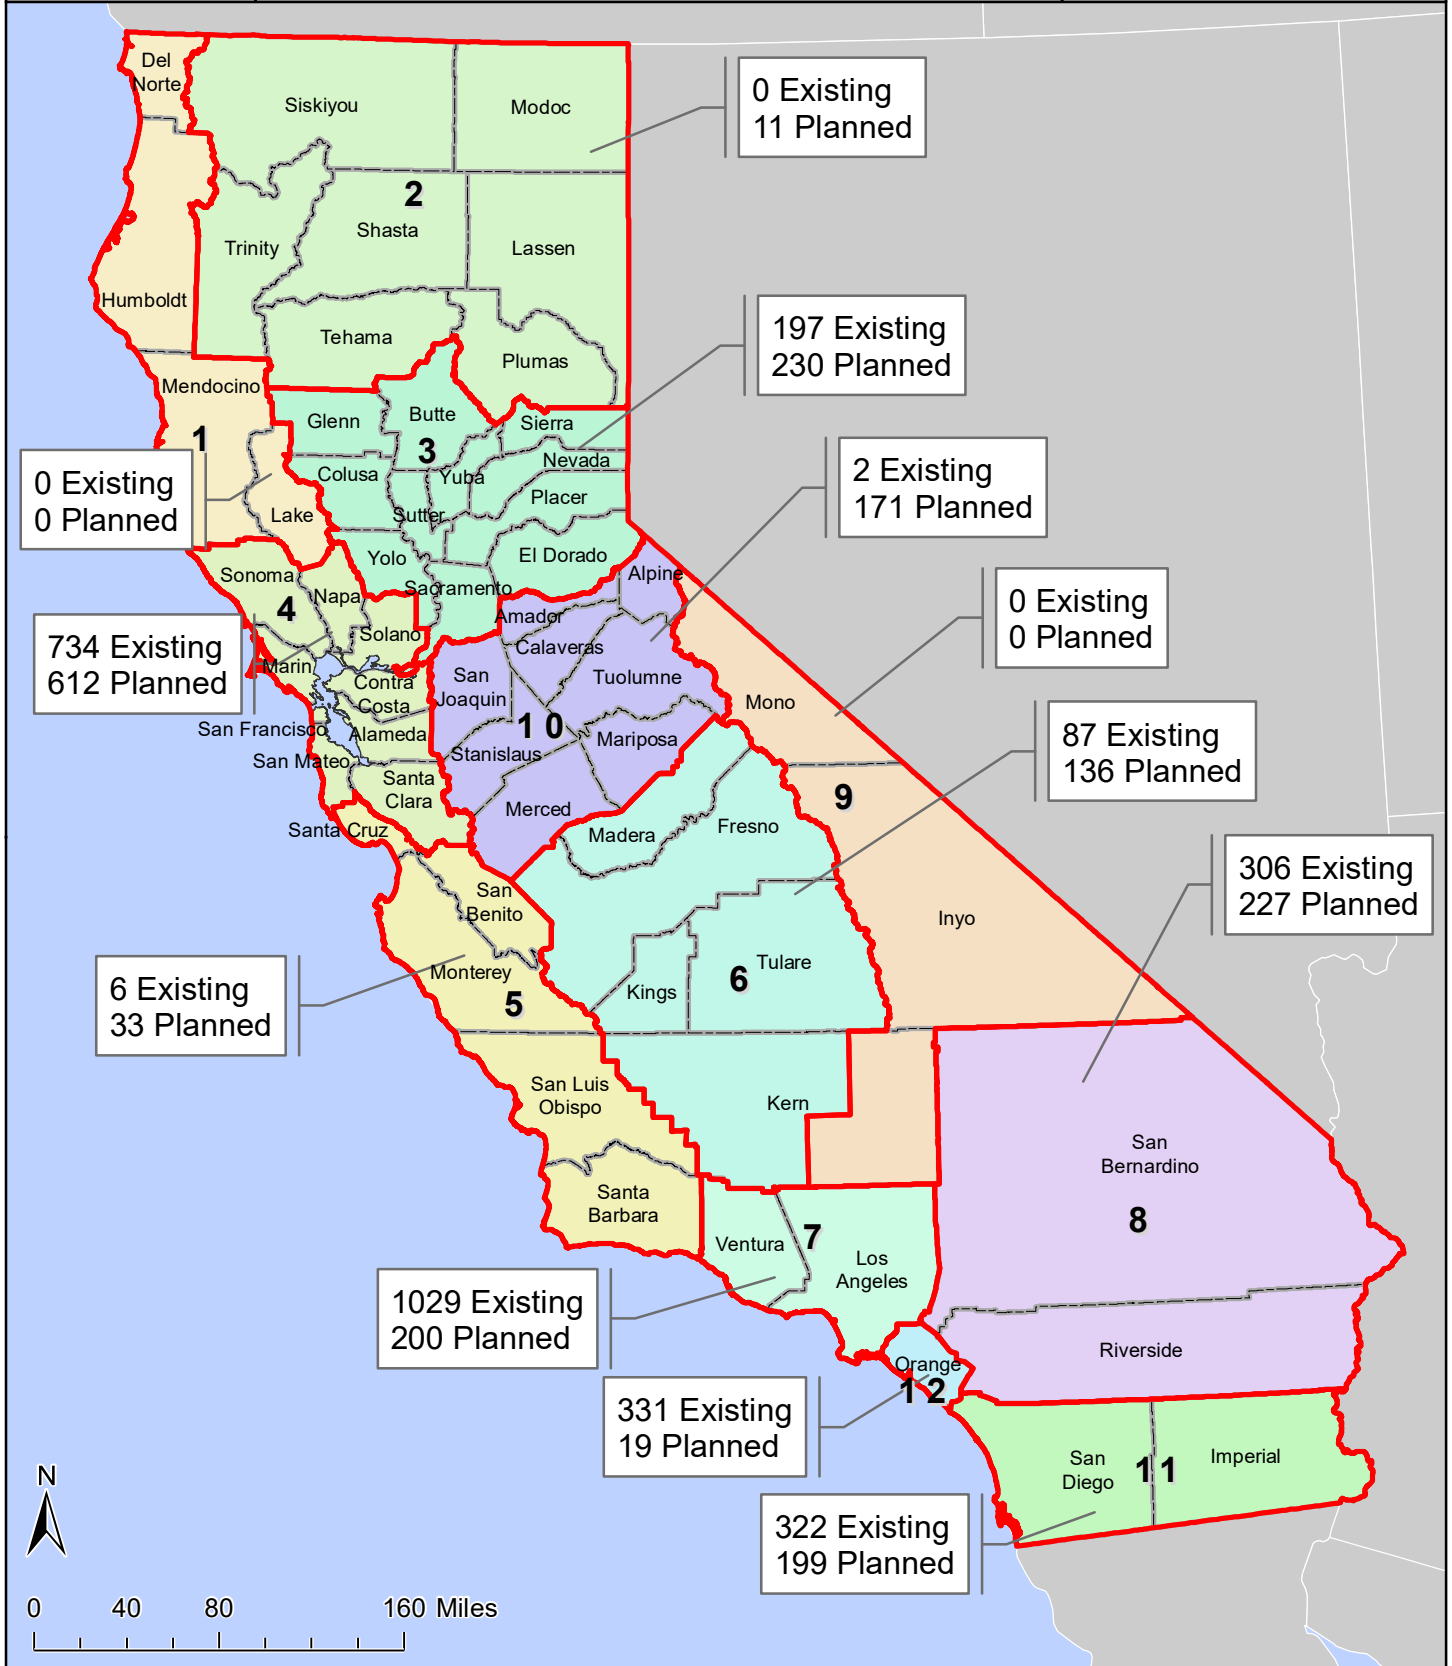 Del
Norte
Siskiyou
Modoc
0 Existing
11 Planned
2
Shasta
Trinity
Lassen
Humboldt
Tehama
Plumas
197 Existing
230 Planned
Mendocino
Glenn
Butte
Sierra
1
3
Nevada
Colusa
Yuba
Placer
2 Existing
171 Planned
0 Existing
0 Planned
Lake
Sutter
Yolo
El Dorado
Sonoma
Sacramento
Alpine
4
Napa
Amador
Solano
Calaveras
0 Existing
0 Planned
734 Existing
612 Planned
Marin
Contra
Costa
San
Joaquin
Tuolumne
Mono
San Francisco
Alameda
10
Stanislaus
Mariposa
87 Existing
136 Planned
San Mateo
Santa
Clara
Merced
9
Santa Cruz
Madera
Fresno
306 Existing
227 Planned
San
Benito
Inyo
Monterey
5
Kings
6
Tulare
6 Existing
33 Planned
San Luis
Obispo
Kern
San
Bernardino
8
Santa
Barbara
Ventura
7
Los
Angeles
1029 Existing
200 Planned
Riverside
Orange
12
331 Existing
19 Planned
San
Diego
11
Imperial
322 Existing
199 Planned
N
0 40 80 160 Miles